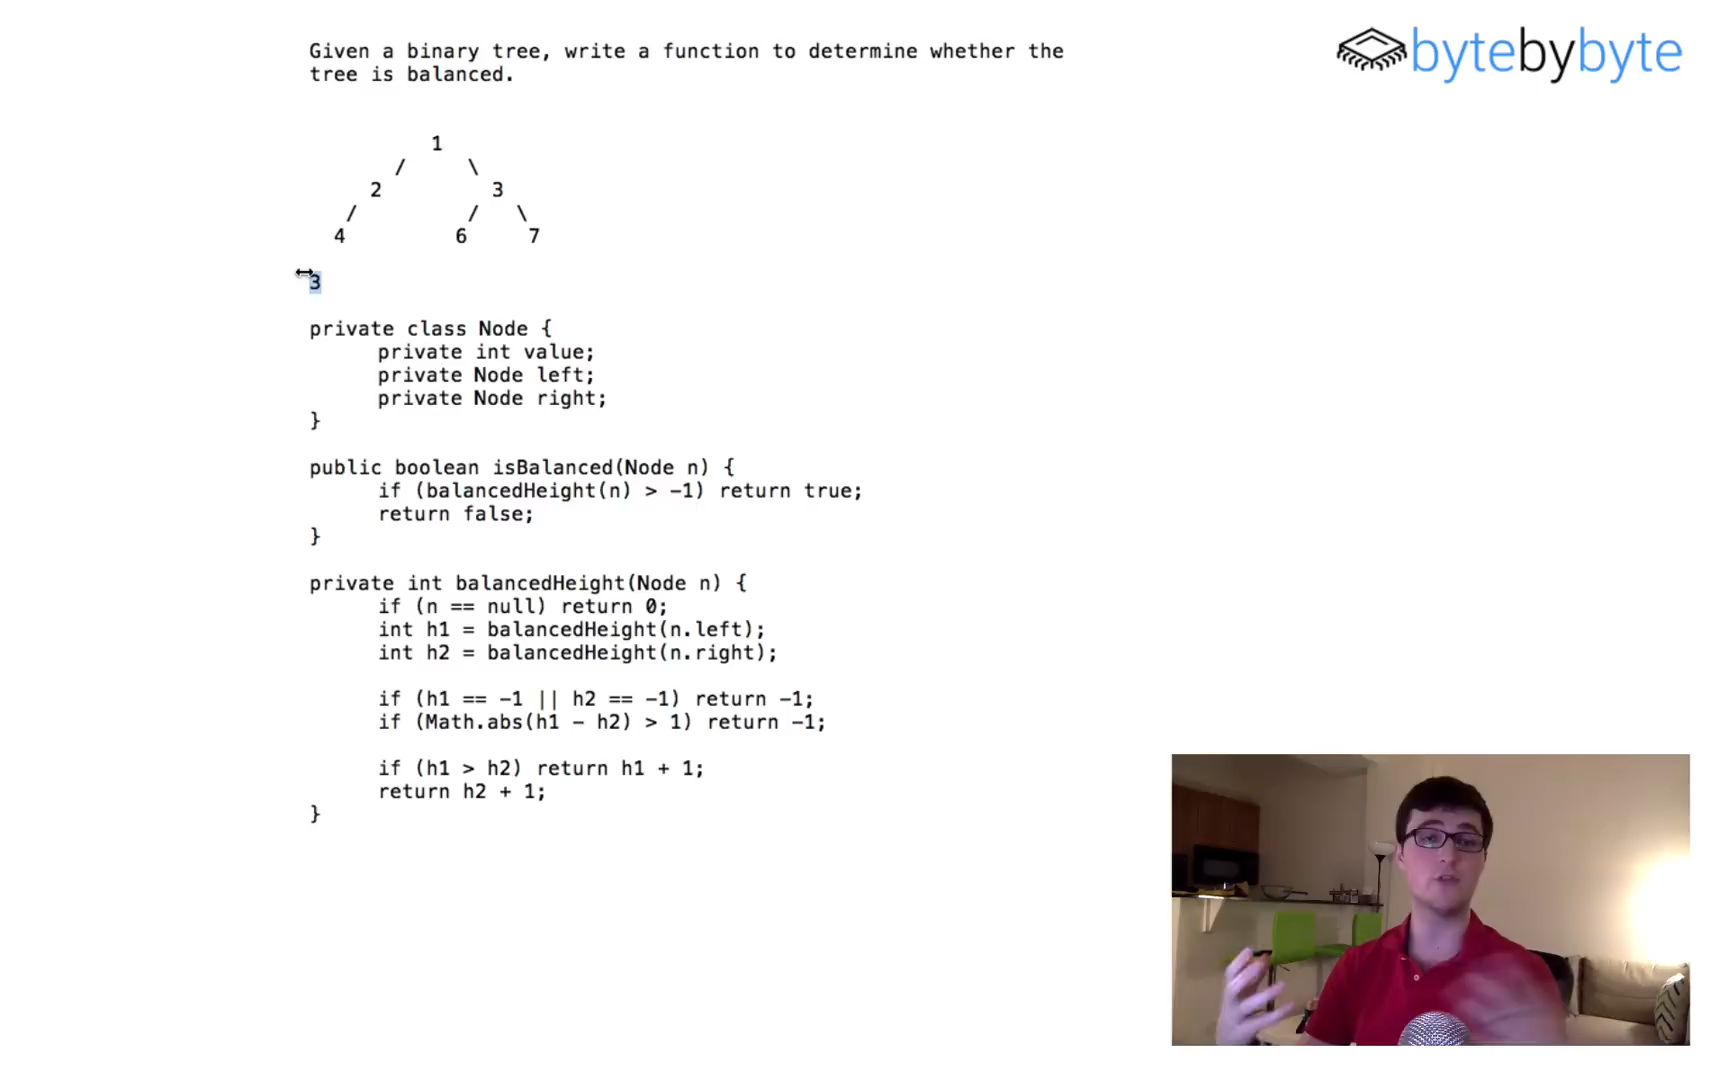 Given a binary tree, write a function to determine whether the
tree is balanced.
bytebybyte
1
/ \
2 3
/ / \
4 6 7
3
private class Node {
private int value;
private Node left;
private Node right;
}
public boolean isBalanced(Node n) {
if (balancedHeight(n) > -1) return true;
return false;
}
private int balancedHeight(Node n) {
if (n == null) return 0;
int h1 = balancedHeight(n.left);
int h2 = balancedHeight(n.right);
if (h1 == -1 || h2 == -1) return -1;
if (Math.abs(h1 - h2) > 1) return -1;
if (h1 > h2) return h1 + 1;
return h2 + 1;
}